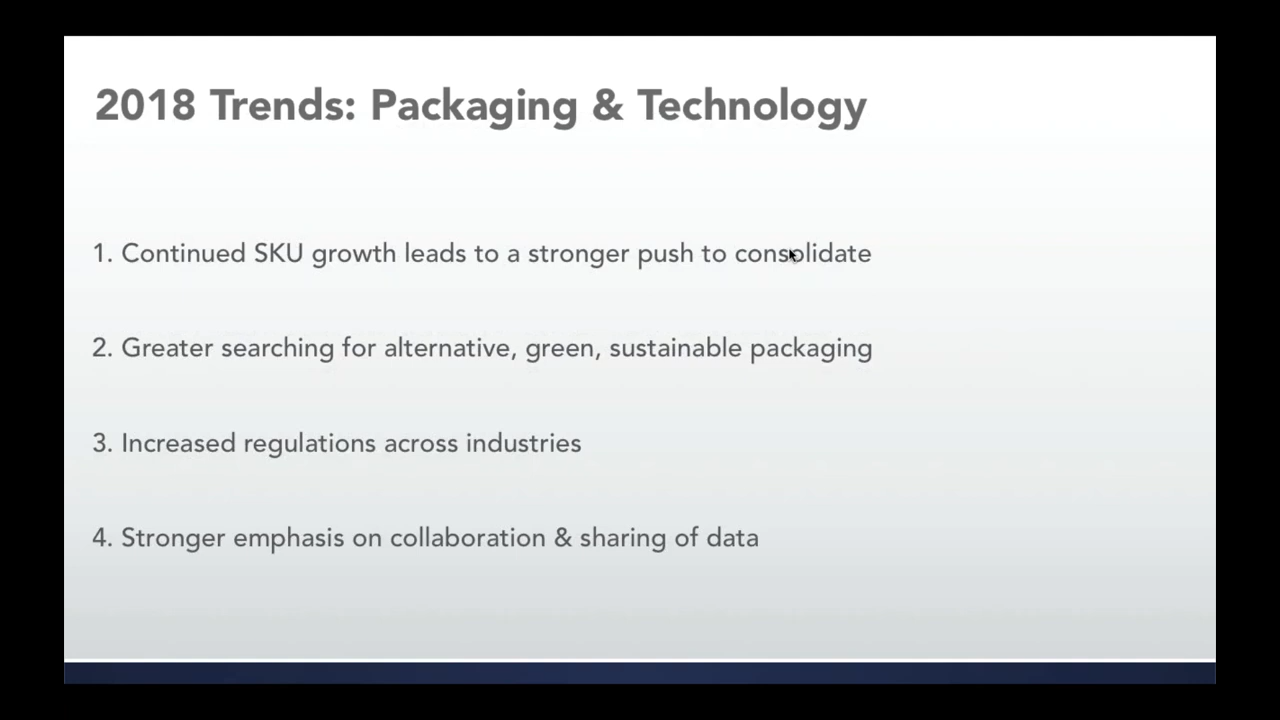 2018 Trends: Packaging & Technology
1. Continued SKU growth leads to a stronger push to consolidate
2. Greater searching for alternative, green, sustainable packaging
3. Increased regulations across industries
4. Stronger emphasis on collaboration & sharing of data